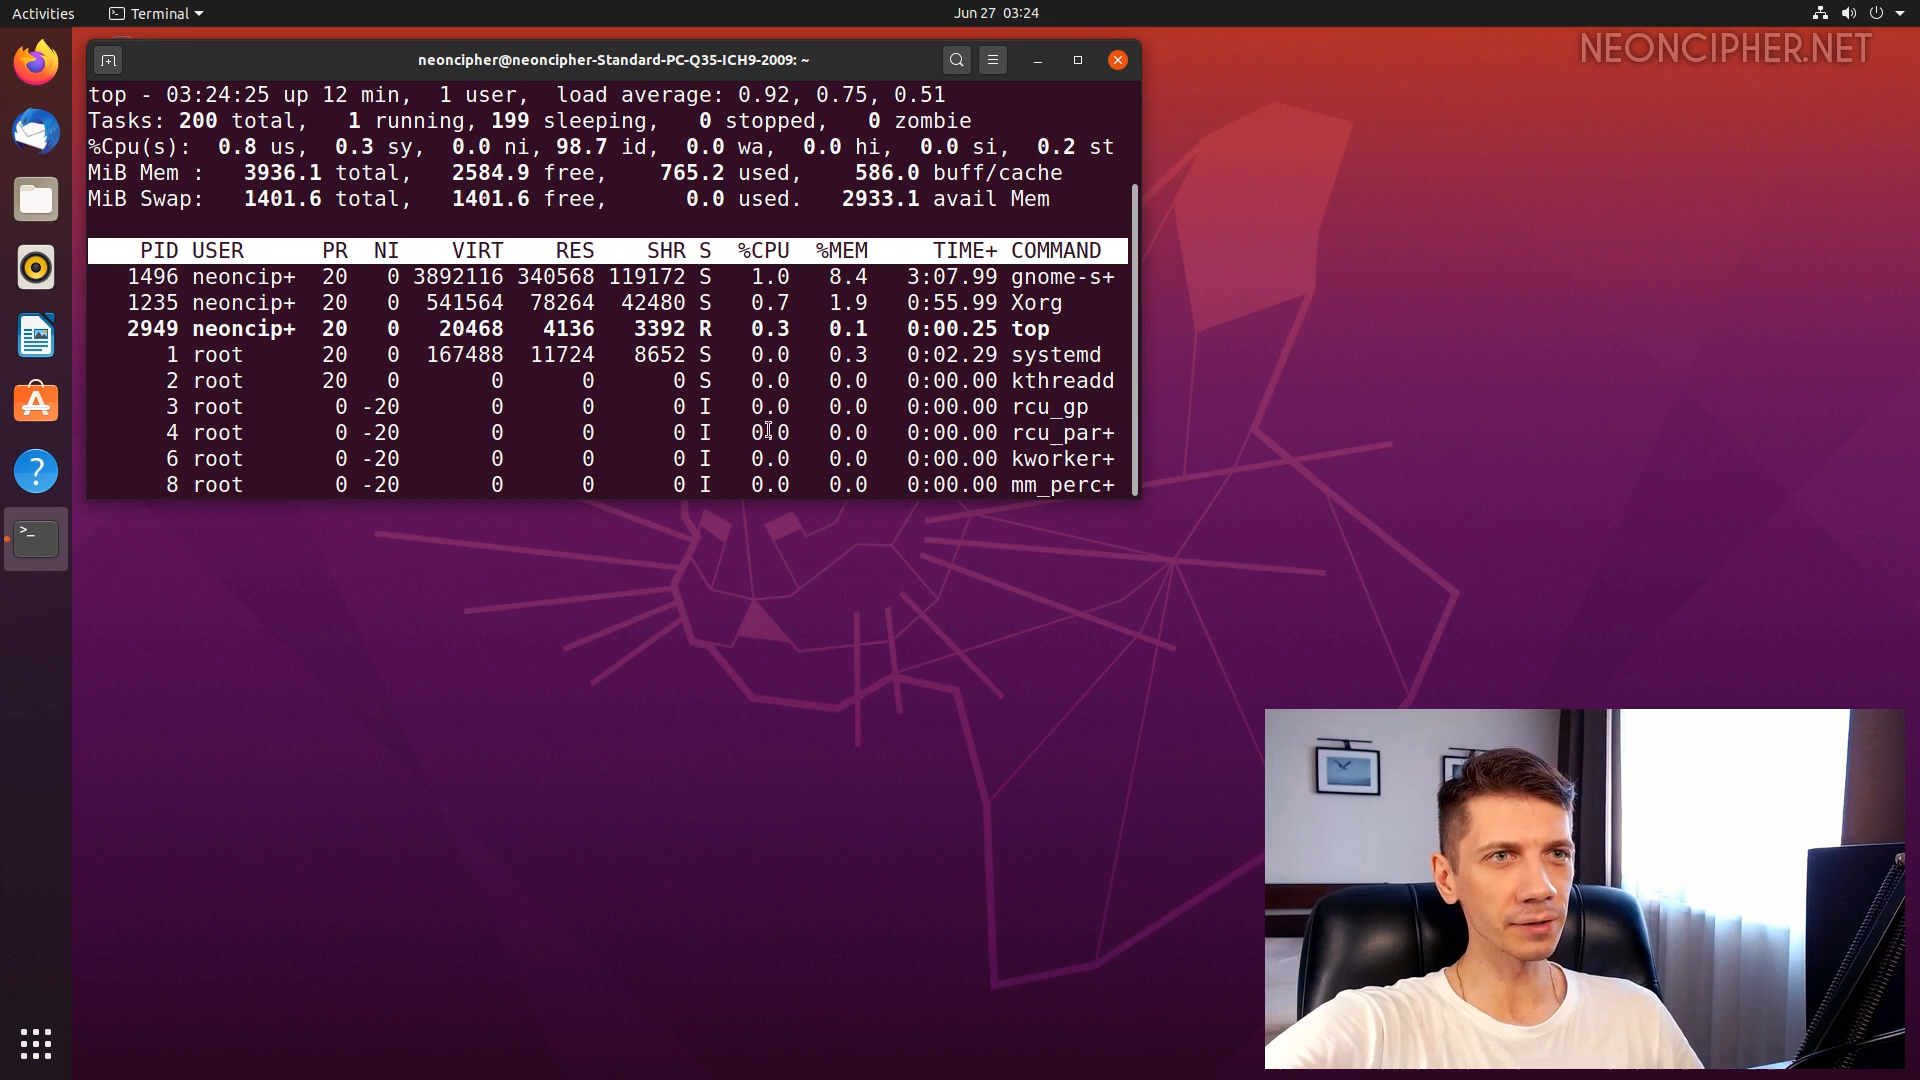 Activities Terminal Jun 27 03:24
NEONCIPHER.NET
neoncipher@neoncipher-Standard-PC-Q35-ICH9-2009: ~
top - 03:24:25 up 12 min,  1 user,  load average: 0.92, 0.75, 0.51
Tasks: 200 total,   1 running, 199 sleeping,   0 stopped,   0 zombie
%Cpu(s):  0.8 us,  0.3 sy,  0.0 ni, 98.7 id,  0.0 wa,  0.0 hi,  0.0 si,  0.2 st
MiB Mem :   3936.1 total,   2584.9 free,    765.2 used,    586.0 buff/cache
MiB Swap:   1401.6 total,   1401.6 free,      0.0 used.   2933.1 avail Mem
PID USER      PR  NI    VIRT    RES    SHR S  %CPU  %MEM     TIME+ COMMAND
1496 neoncip+  20   0 3892116 340568 119172 S   1.0   8.4   3:07.99 gnome-s+
1235 neoncip+  20   0  541564  78264  42480 S   0.7   1.9   0:55.99 Xorg
2949 neoncip+  20   0   20468   4136   3392 R   0.3   0.1   0:00.25 top
1 root      20   0  167488  11724   8652 S   0.0   0.3   0:02.29 systemd
2 root      20   0       0      0      0 S   0.0   0.0   0:00.00 kthreadd
3 root       0 -20       0      0      0 I   0.0   0.0   0:00.00 rcu_gp
4 root       0 -20       0      0      0 I   0.0   0.0   0:00.00 rcu_par+
6 root       0 -20       0      0      0 I   0.0   0.0   0:00.00 kworker+
8 root       0 -20       0      0      0 I   0.0   0.0   0:00.00 mm_perc+